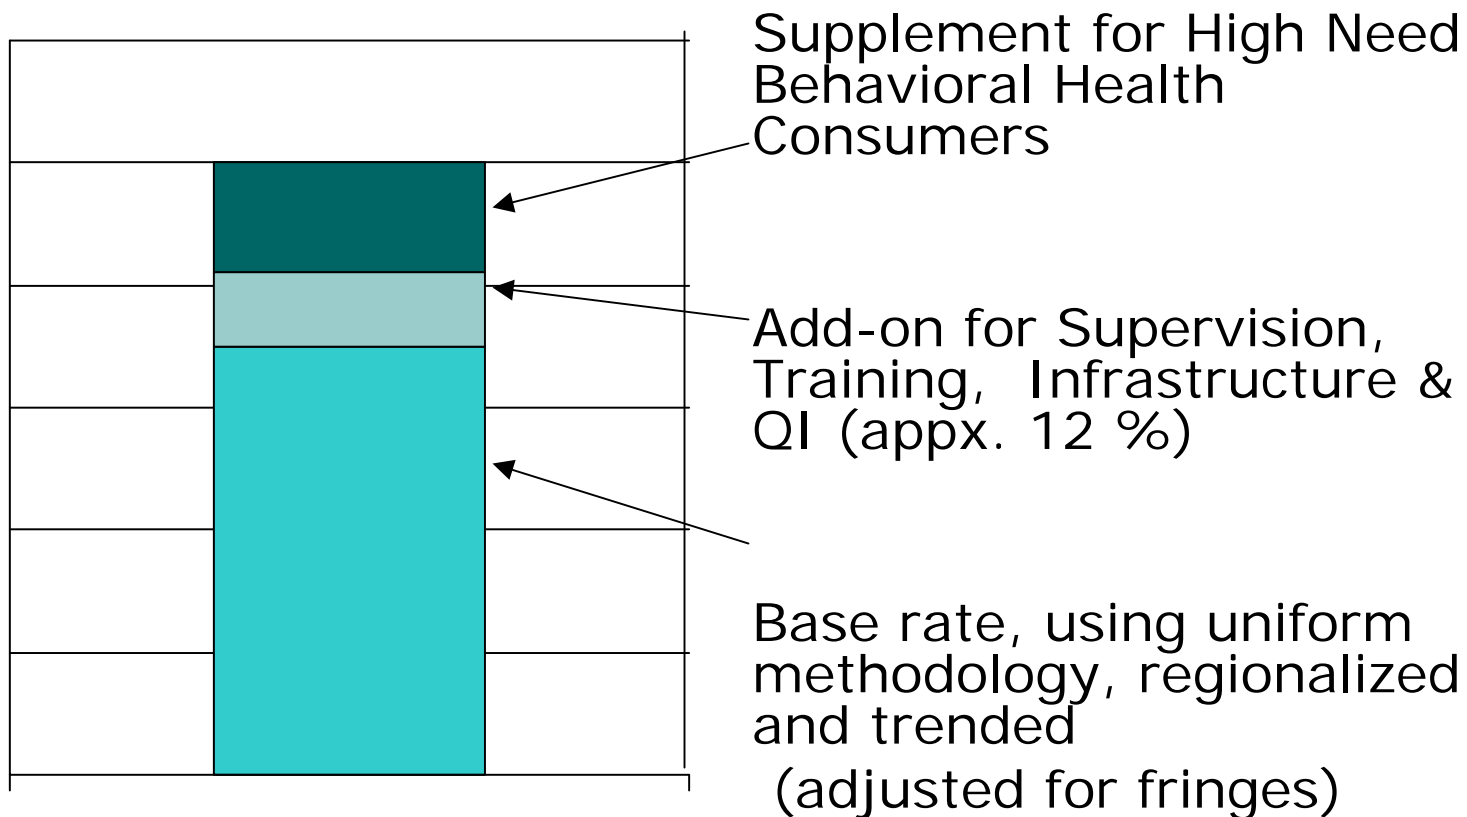 Supplement for High Need
Behavioral Health
Consumers
Add-on for Supervision,
Training, Infrastructure &
QI (appx. 12 %)
Base rate, using uniform
methodology, regionalized
and trended
(adjusted for fringes)